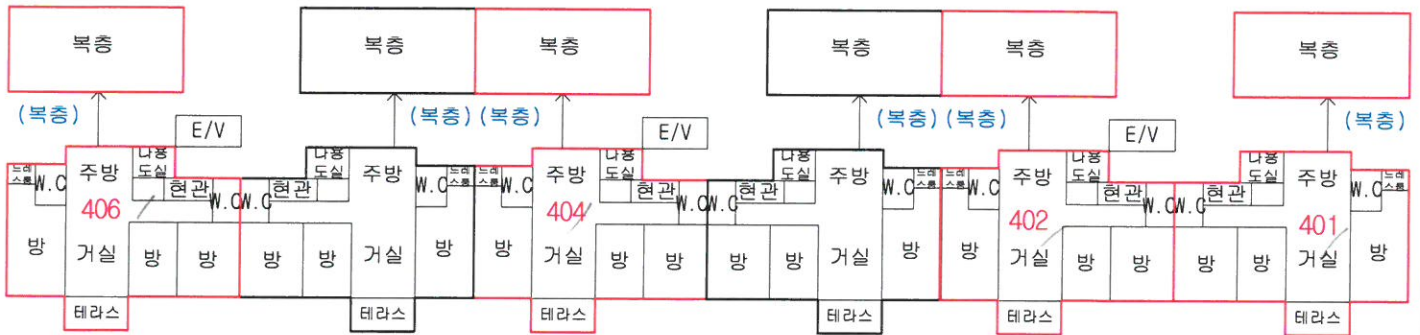 복층 복층 복층 복층 복층 복층
(복층) (복층) (복층) (복층) (복층) (복층)
E/V E/V E/V
드레스룸 W.C 주방 다용도실 현관 W.C W.C 현관 다용도실 주방 W.C 드레스룸 드레스룸 W.C 주방 다용도실 현관 W.C W.C 현관 다용도실 주방 W.C 드레스룸 드레스룸 W.C 주방 다용도실 현관 W.C W.C 현관 다용도실 주방 W.C 드레스룸
406 404 402 401
방 거실 방 방 방 방 거실 방 방 거실 방 방 방 방 거실 방 방 거실 방 방 방 방 거실 방
테라스 테라스 테라스 테라스 테라스 테라스